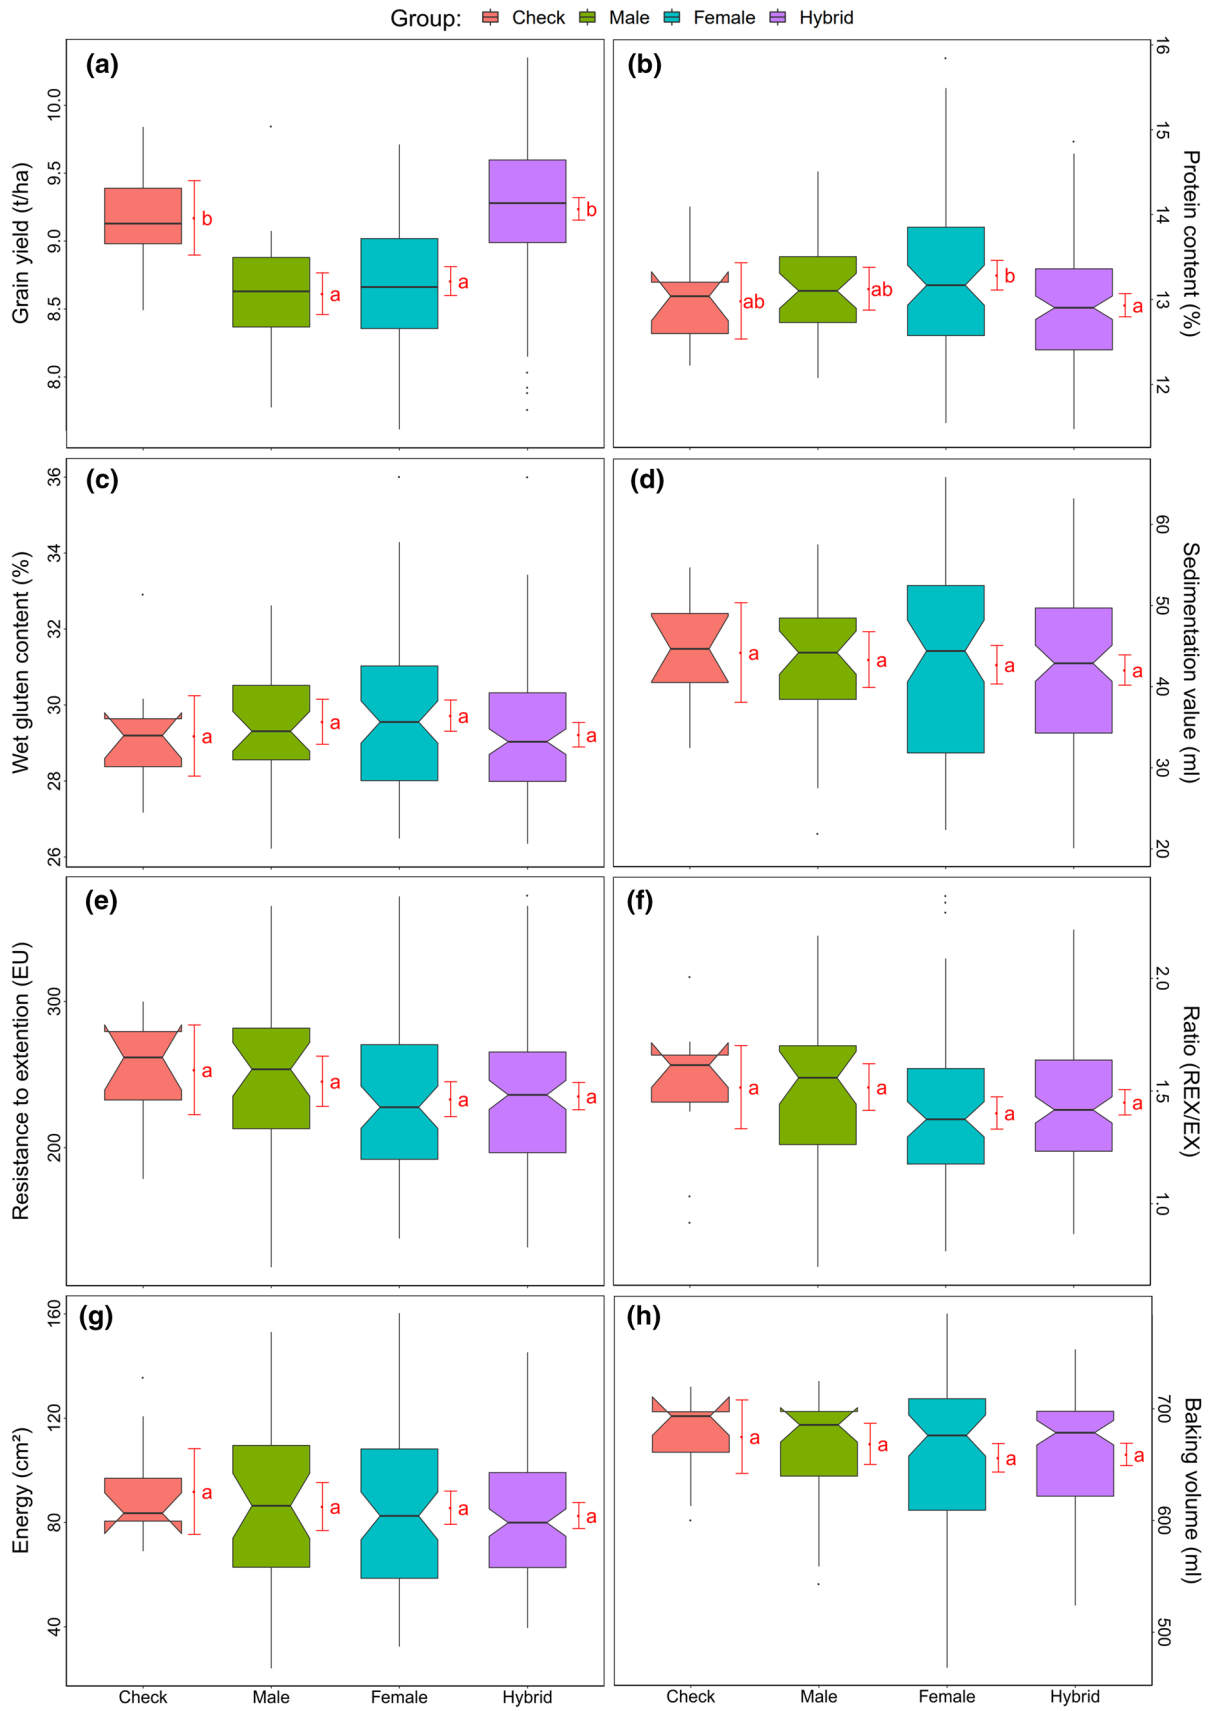 Group: Check Male Female Hybrid
(a)
Grain yield (t/ha)
10.0
9.5
9.0
8.5
8.0
b
a
a
b
(b)
Protein content (%)
16
15
14
13
12
ab
ab
b
a
(c)
Wet gluten content (%)
36
34
32
30
28
26
a
a
a
a
(d)
Sedimentation value (ml)
60
50
40
30
20
a
a
a
a
(e)
Resistance to extention (EU)
300
200
a
a
a
a
(f)
Ratio (REX/EX)
2.0
1.5
1.0
a
a
a
a
(g)
Energy (cm²)
160
120
80
40
a
a
a
a
(h)
Baking volume (ml)
700
600
500
a
a
a
a
Check Male Female Hybrid Check Male Female Hybrid